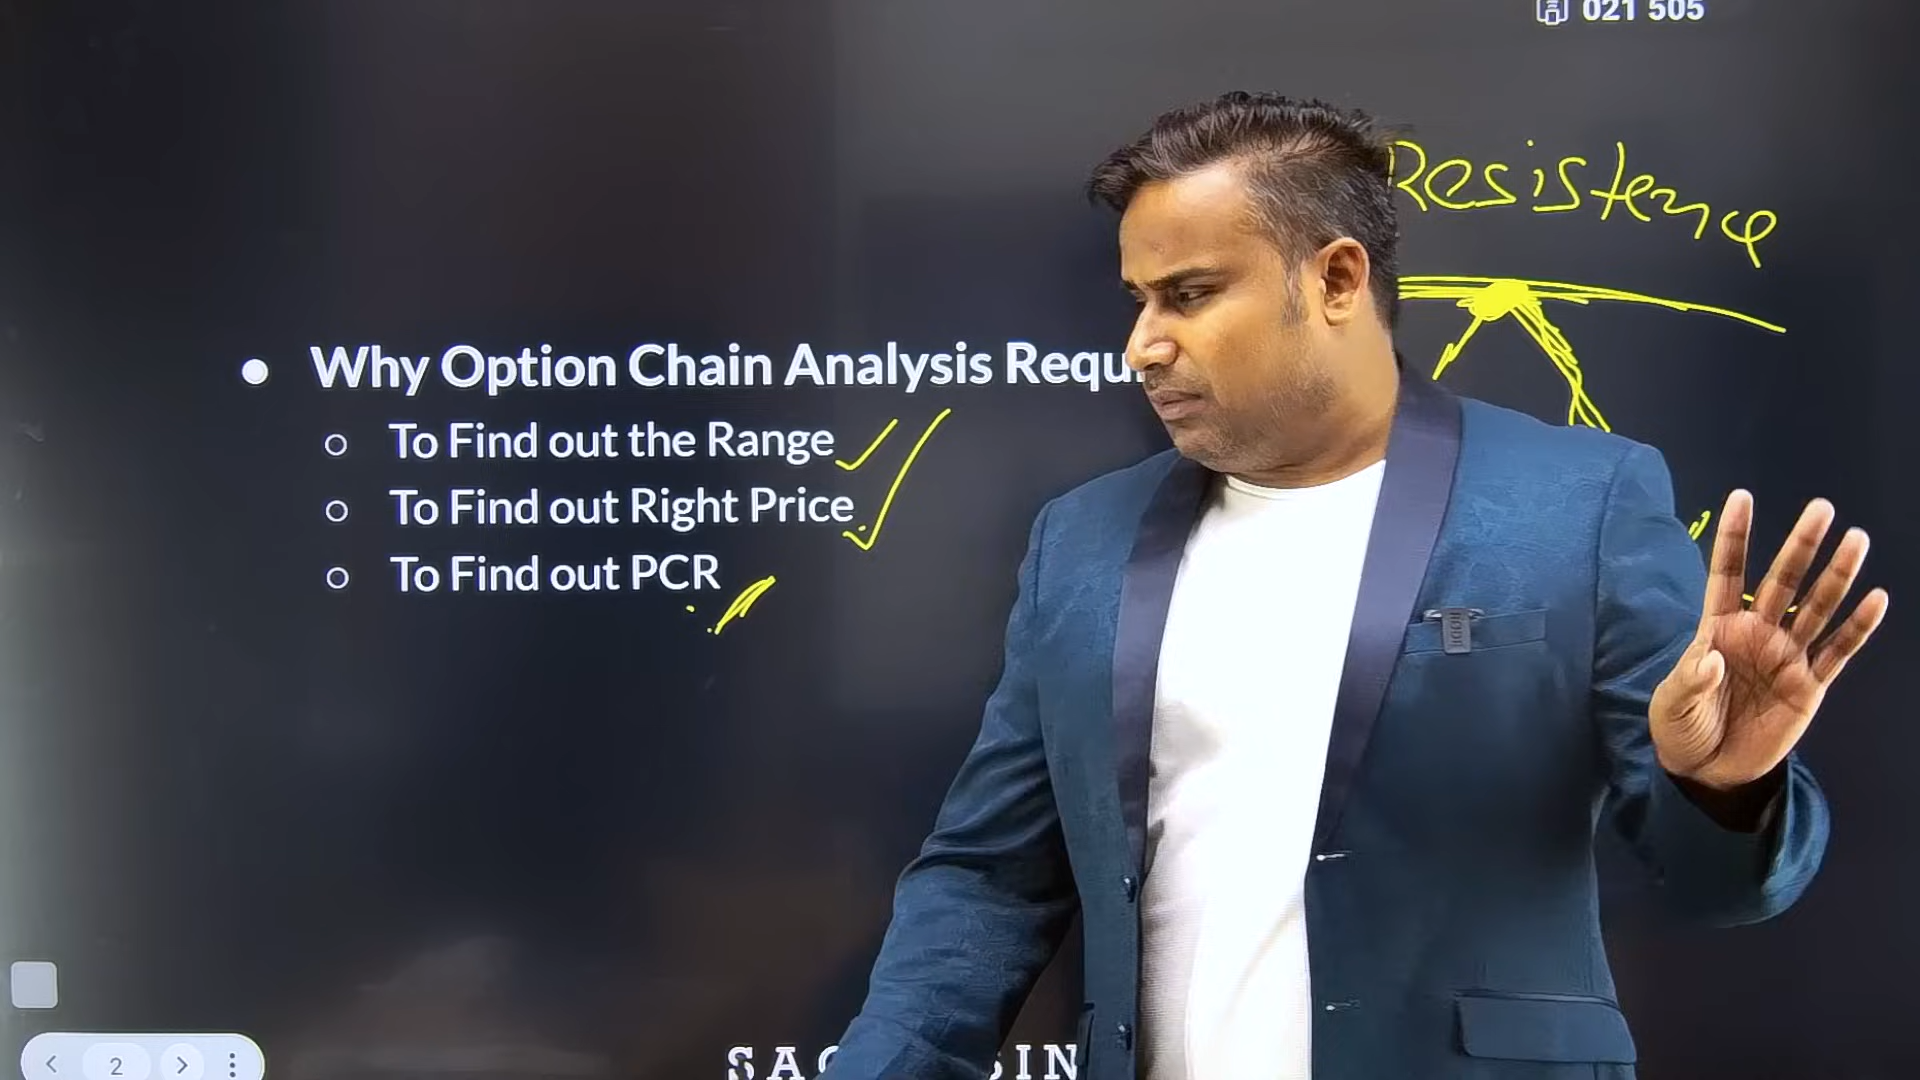 021 505
Resistence
Why Option Chain Analysis Requ
To Find out the Range
To Find out Right Price
To Find out PCR
2